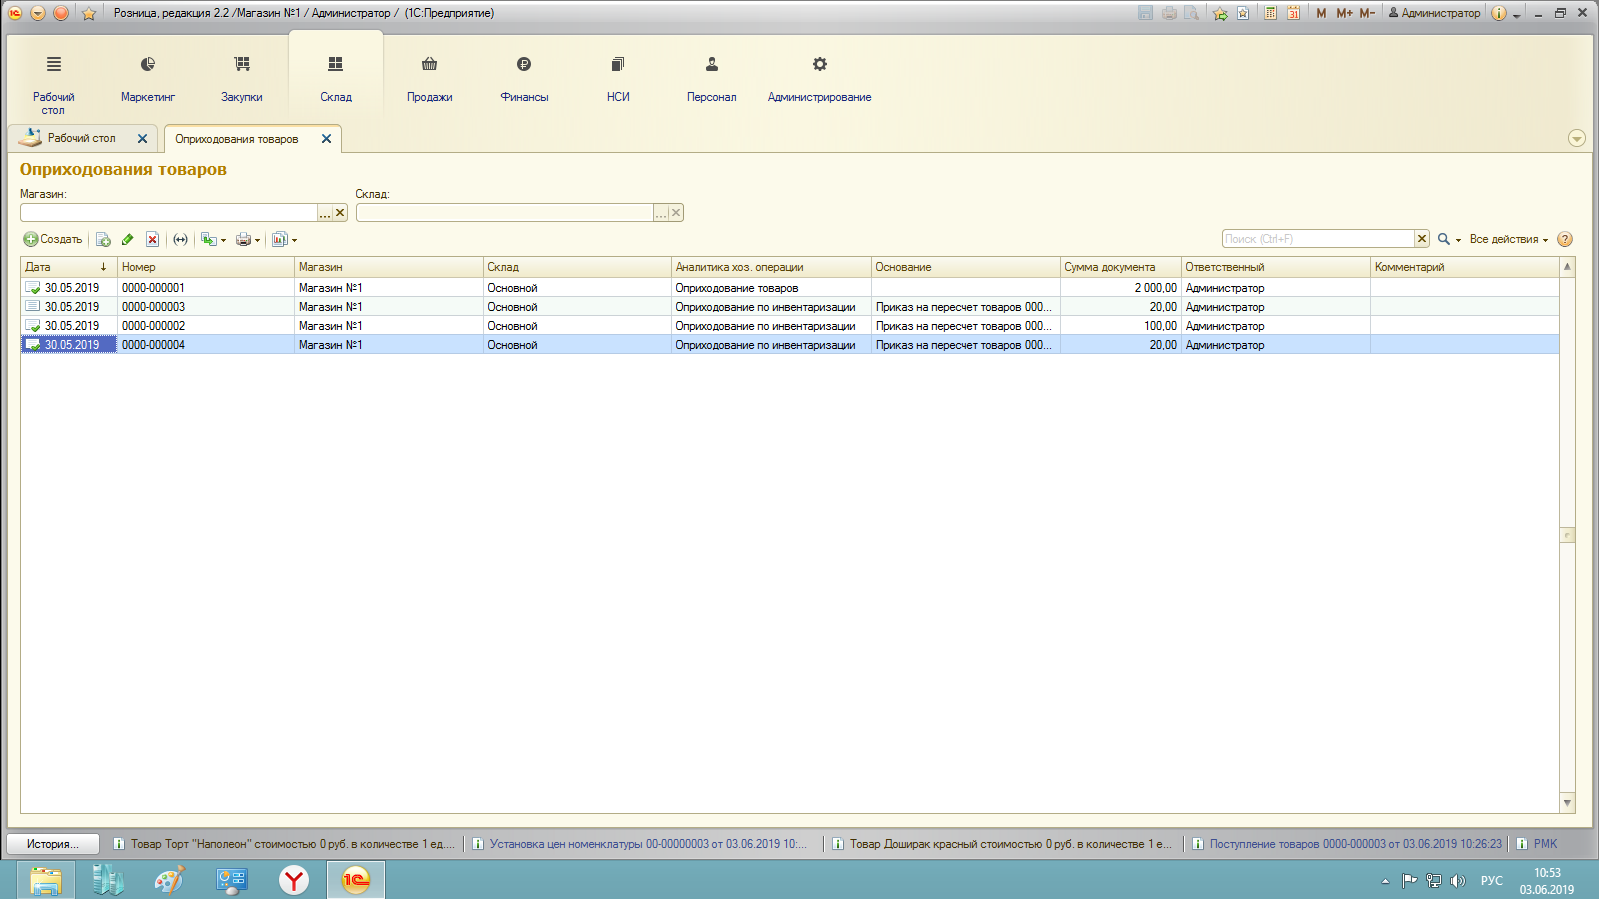 Розница, редакция 2.2 /Магазин №1 / Администратор / (1С:Предприятие)
31 M M+ M- Администратор
Рабочий стол
Маркетинг
Закупки
Склад
Продажи
Финансы
НСИ
Персонал
Администрирование
Рабочий стол
Оприходования товаров
Оприходования товаров
Магазин:
Склад:
Создать
Поиск (Ctrl+F)
Все действия
Дата Номер Магазин Склад Аналитика хоз. операции Основание Сумма документа Ответственный Комментарий
30.05.2019 0000-000001 Магазин №1 Основной Оприходование товаров 2 000,00 Администратор
30.05.2019 0000-000003 Магазин №1 Основной Оприходование по инвентаризации Приказ на пересчет товаров 000... 20,00 Администратор
30.05.2019 0000-000002 Магазин №1 Основной Оприходование по инвентаризации Приказ на пересчет товаров 000... 100,00 Администратор
30.05.2019 0000-000004 Магазин №1 Основной Оприходование по инвентаризации Приказ на пересчет товаров 000... 20,00 Администратор
История...
Товар Торт "Наполеон" стоимостью 0 руб. в количестве 1 ед....
Установка цен номенклатуры 00-00000003 от 03.06.2019 10:...
Товар Доширак красный стоимостью 0 руб. в количестве 1 е...
Поступление товаров 0000-000003 от 03.06.2019 10:26:23
РМК
РУС
10:53
03.06.2019